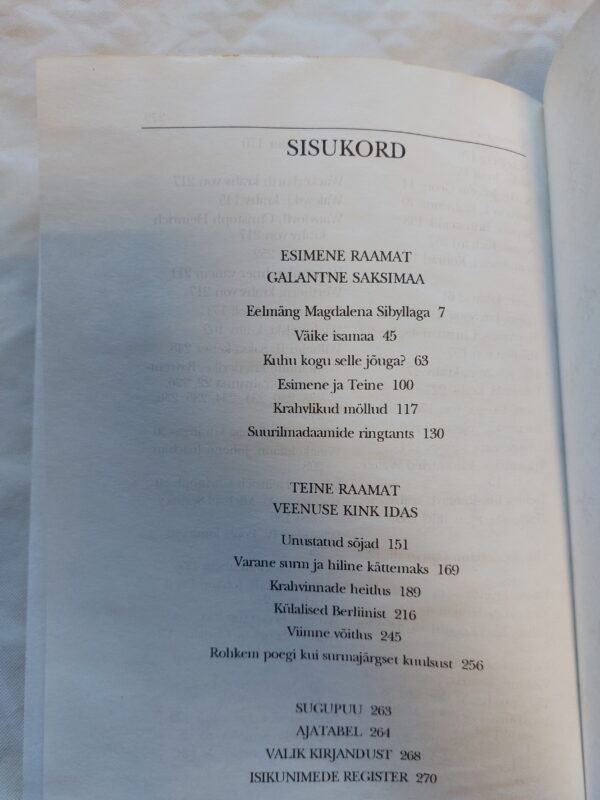 SISUKORD
ESIMENE RAAMAT
GALANTNE SAKSIMAA
Eelmäng Magdalena Sibyllaga 7
Väike isamaa 45
Kuhu kogu selle jõuga? 63
Esimene ja Teine 100
Krahvlikud möllud 117
Suurilmadaamide ringtants 130
TEINE RAAMAT
VEENUSE KINK IDAS
Unustatud sõjad 151
Varane surm ja hiline kättemaks 169
Krahvinnade heitlus 189
Külalised Berliinist 216
Viimne võitlus 245
Rohkem poegi kui surmajärgset kuulsust 256
SUGUPUU 263
AJATABEL 264
VALIK KIRJANDUST 268
ISIKUNIMEDE REGISTER 270